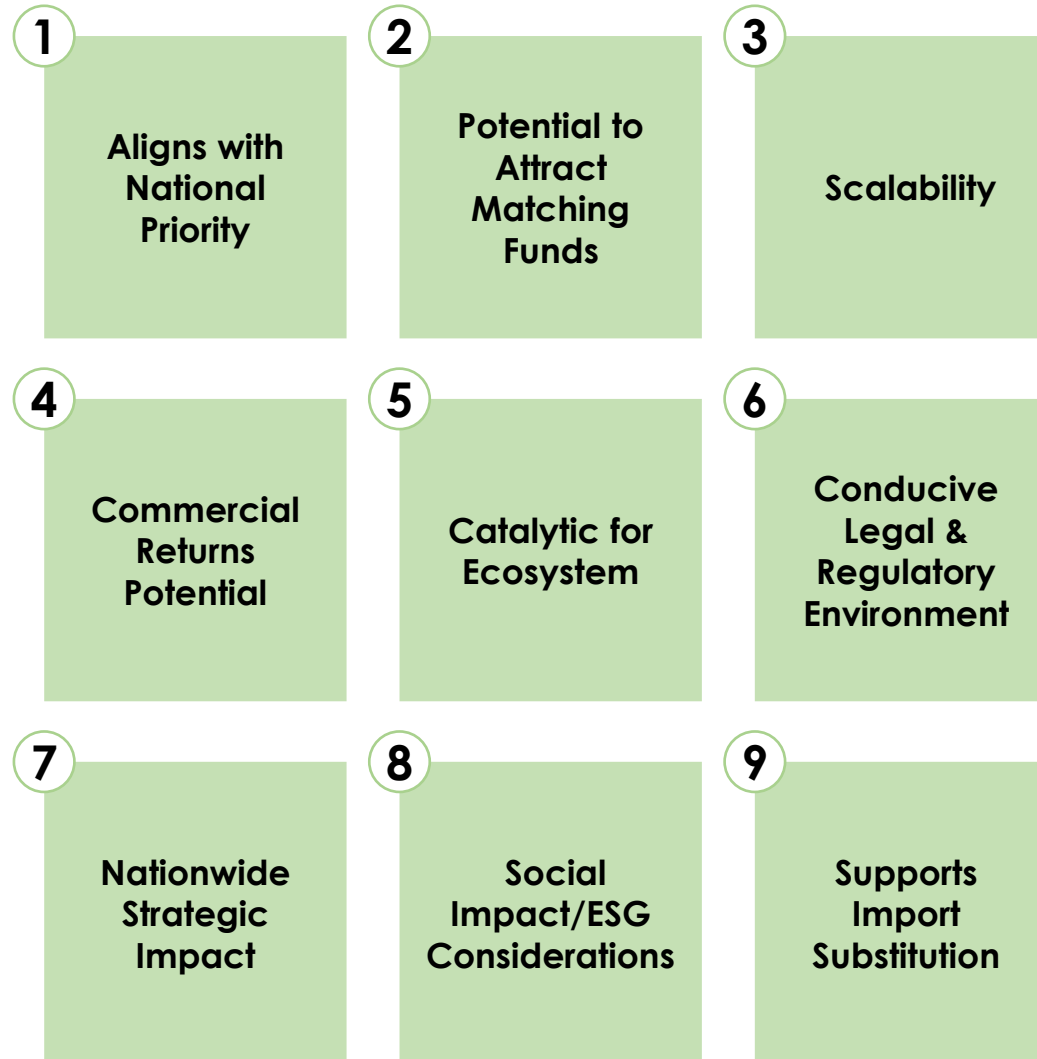 1
Aligns with
National
Priority
2
Potential to
Attract
Matching
Funds
3
Scalability
4
Commercial
Returns
Potential
5
Catalytic for
Ecosystem
6
Conducive
Legal &
Regulatory
Environment
7
Nationwide
Strategic
Impact
8
Social
Impact/ESG
Considerations
9
Supports
Import
Substitution